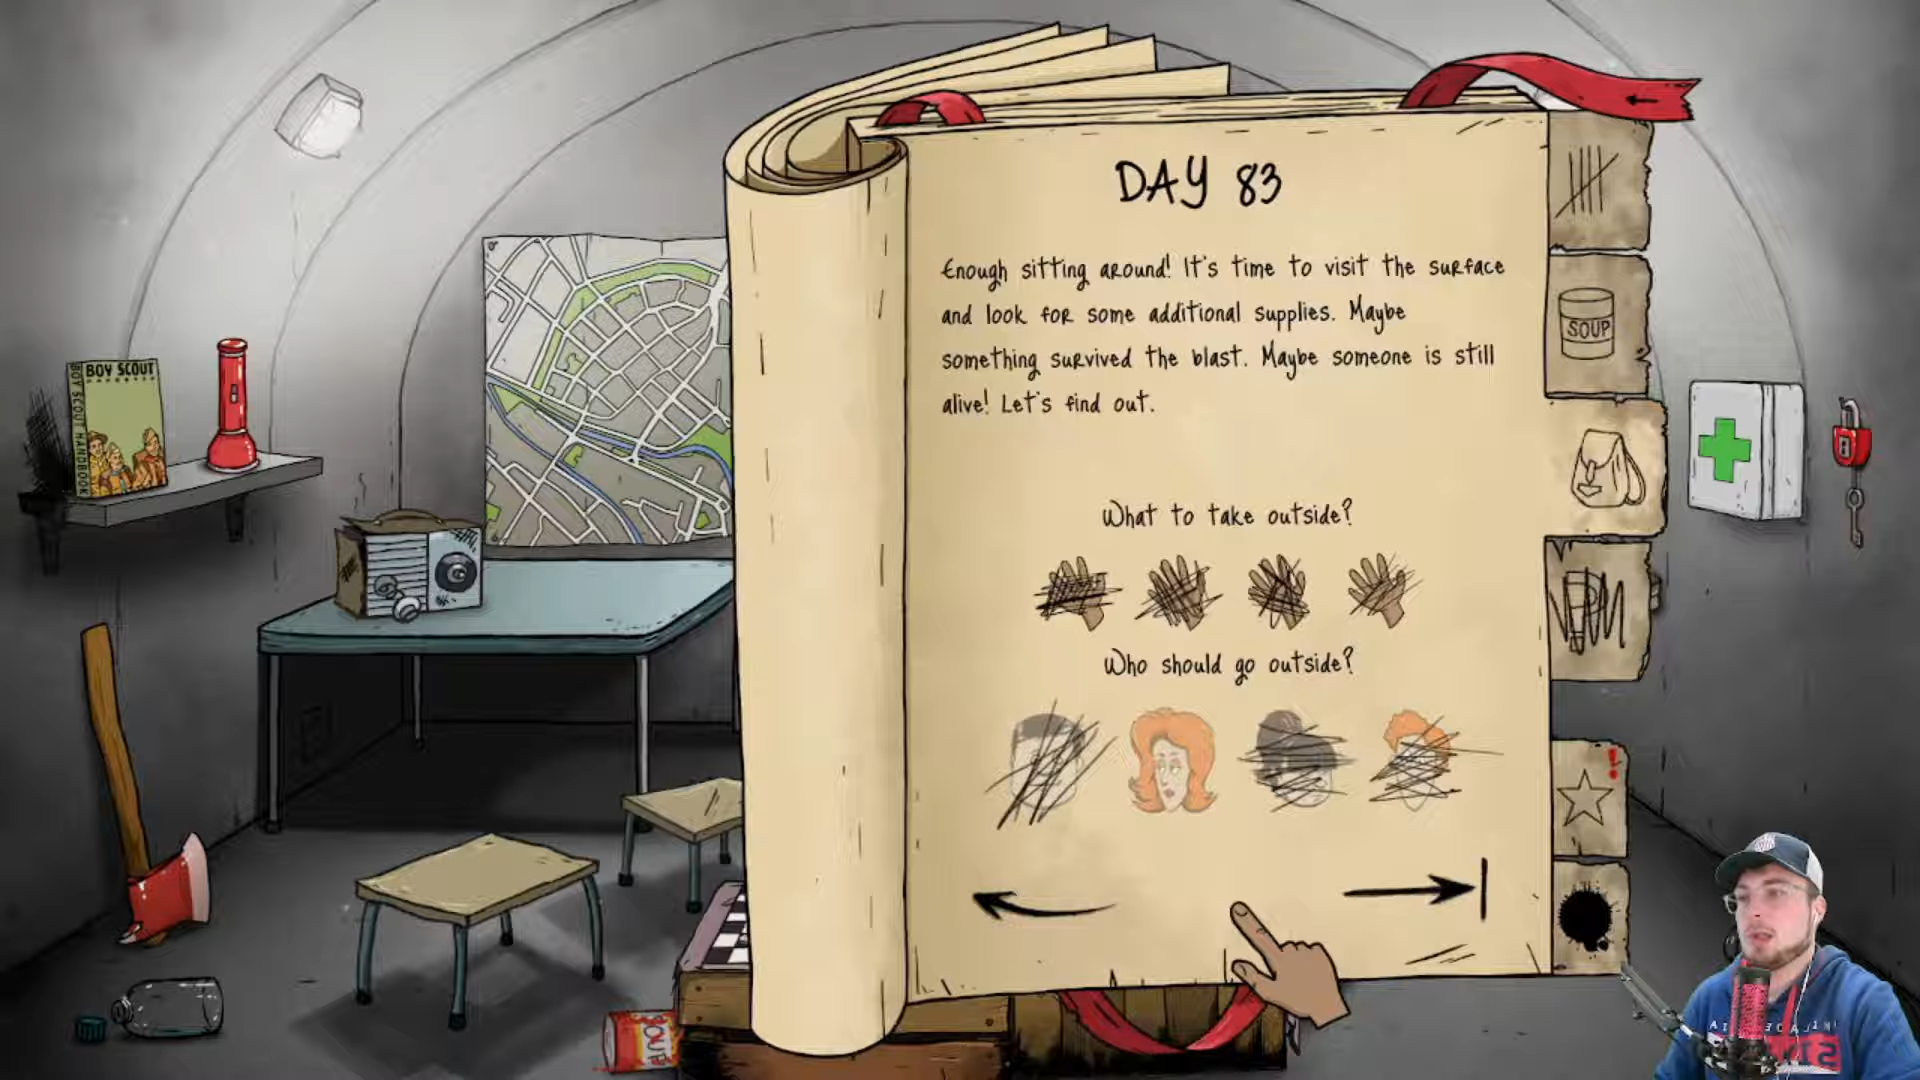 DAY 83
Enough sitting around! It's time to visit the surface
and look for some additional supplies. Maybe
something survived the blast. Maybe someone is still
alive! Let's find out.
What to take outside?
Who should go outside?
SOUP
BOY SCOUT
BOY SCOUT HANDBOOK
SOUP